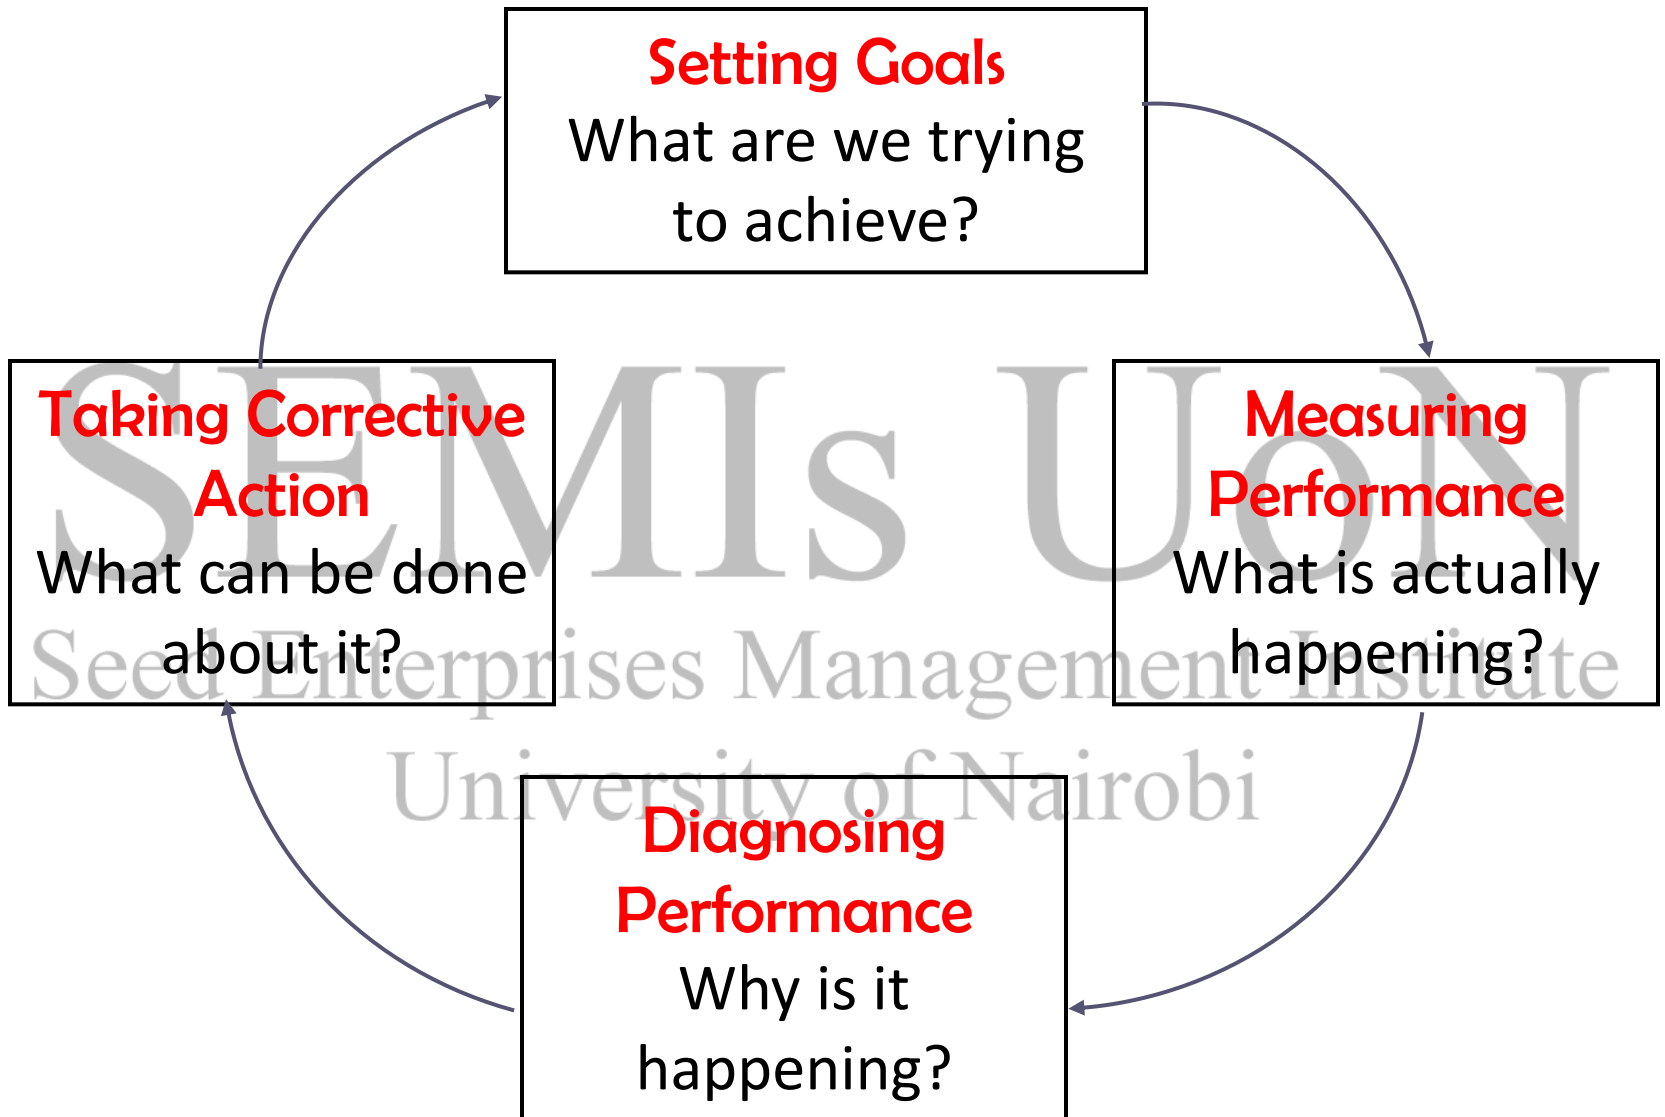 Setting Goals
What are we trying
to achieve?
Taking Corrective
Action
What can be done
about it?
Measuring
Performance
What is actually
happening?
Diagnosing
Performance
Why is it
happening?
SEMIs UoN
Seed Enterprises Management Institute
University of Nairobi